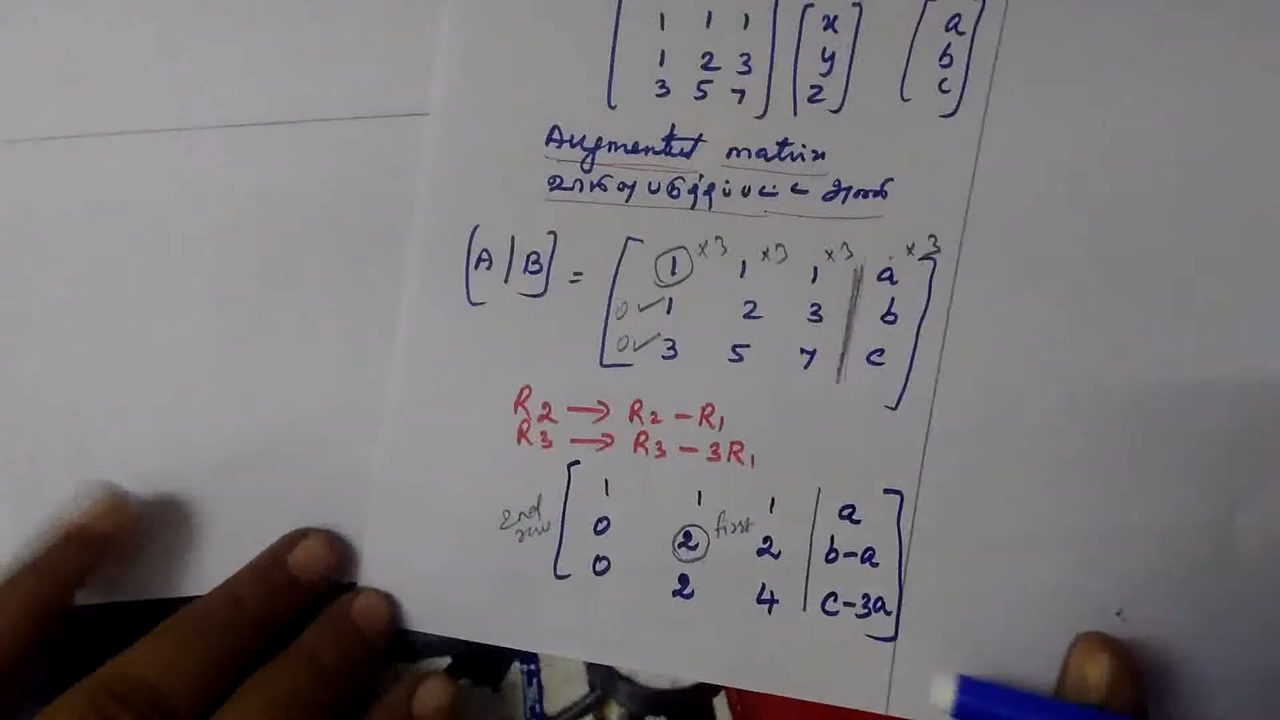 1 1 1 x a
1 2 3 y b
3 5 7 z c
Augmented matrix
[A | B] = [ 1 ×3 1 ×3 1 ×3 | a ×3
0 ✓ 1 2 3 | b
0 ✓ 3 5 7 | c ]
R2 → R2 - R1
R3 → R3 - 3R1
1 1 1 | a
2nd row 0 2 first 2 | b-a
0 2 4 | c-3a